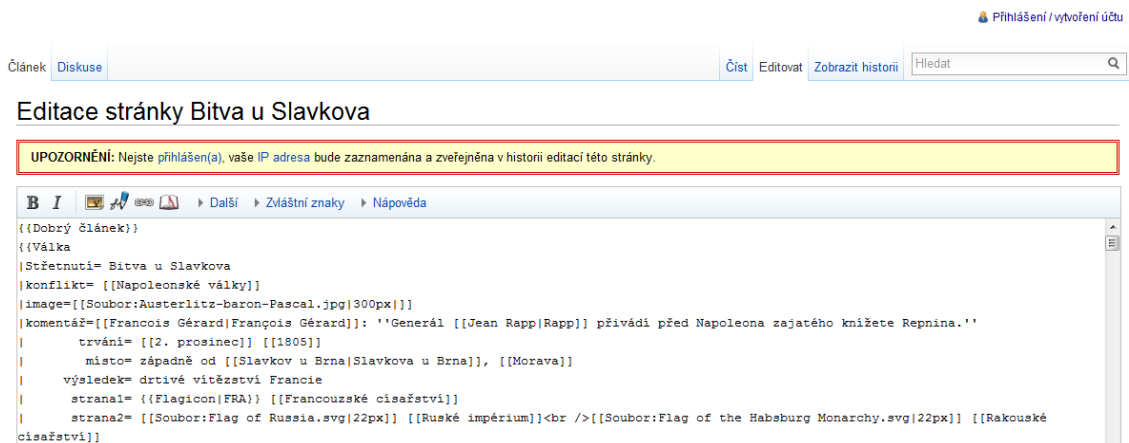 Přihlášení / vytvoření účtu
Článek Diskuse Číst Editovat Zobrazit historii Hledat
Editace stránky Bitva u Slavkova
UPOZORNĚNÍ: Nejste přihlášen(a), vaše IP adresa bude zaznamenána a zveřejněna v historii editací této stránky.
B I Další Zvláštní znaky Nápověda
{{Dobrý článek}}
{{Válka
|Střetnutí= Bitva u Slavkova
|konflikt= [[Napoleonské války]]
|image=[[Soubor:Austerlitz-baron-Pascal.jpg|300px|]]
|komentář=[[Francois Gérard|François Gérard]]: ''Generál [[Jean Rapp|Rapp]] přivádí před Napoleona zajatého knížete Repnina.''
| trvání= [[2. prosinec]] [[1805]]
| místo= západně od [[Slavkov u Brna|Slavkova u Brna]], [[Morava]]
| výsledek= drtivé vítězství Francie
| strana1= {{Flagicon|FRA}} [[Francouzské císařství]]
| strana2= [[Soubor:Flag of Russia.svg|22px]] [[Ruské impérium]]<br />[[Soubor:Flag of the Habsburg Monarchy.svg|22px]] [[Rakouské
císařství]]